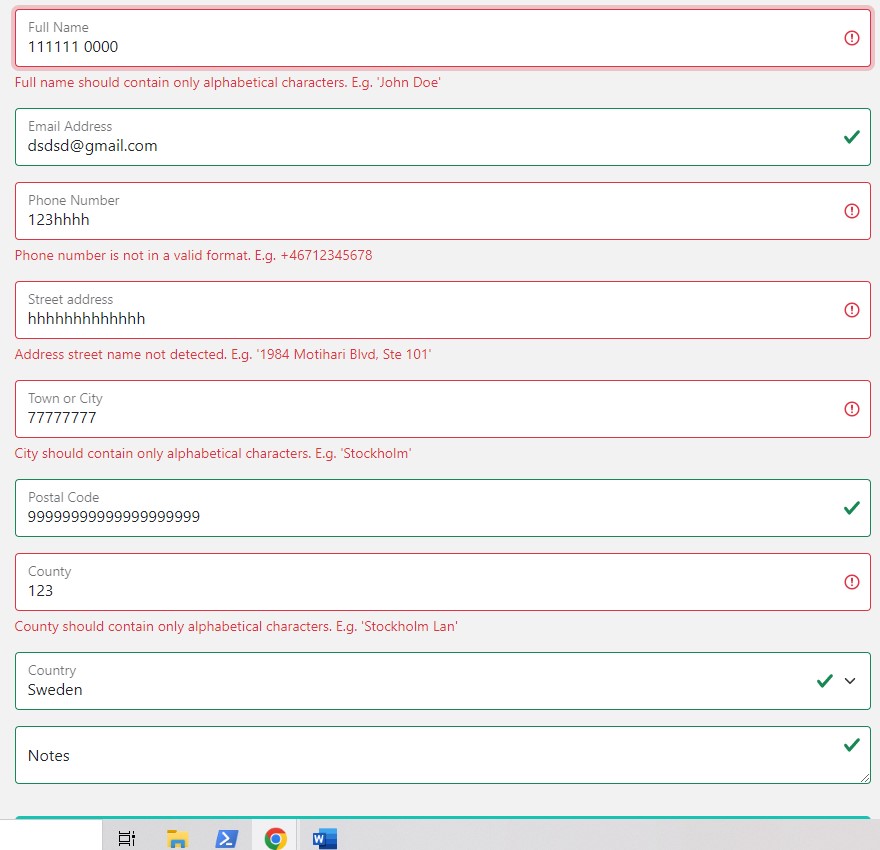 Full Name
111111 0000
Full name should contain only alphabetical characters. E.g. 'John Doe'
Email Address
dsdsd@gmail.com
Phone Number
123hhhh
Phone number is not in a valid format. E.g. +46712345678
Street address
hhhhhhhhhhhhh
Address street name not detected. E.g. '1984 Motihari Blvd, Ste 101'
Town or City
77777777
City should contain only alphabetical characters. E.g. 'Stockholm'
Postal Code
99999999999999999999
County
123
County should contain only alphabetical characters. E.g. 'Stockholm Lan'
Country
Sweden
Notes